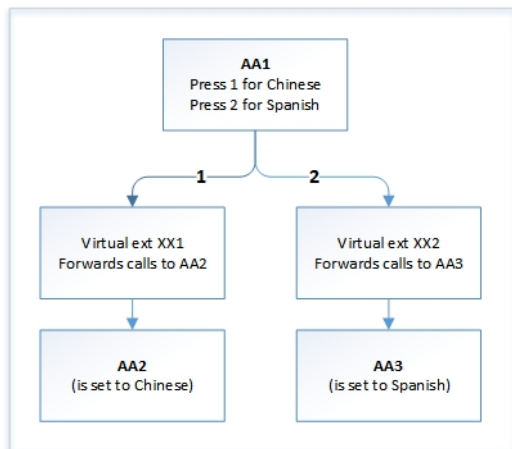 AA1
Press 1 for Chinese
Press 2 for Spanish
1
2
Virtual ext XX1
Forwards calls to AA2
Virtual ext XX2
Forwards calls to AA3
AA2
(is set to Chinese)
AA3
(is set to Spanish)